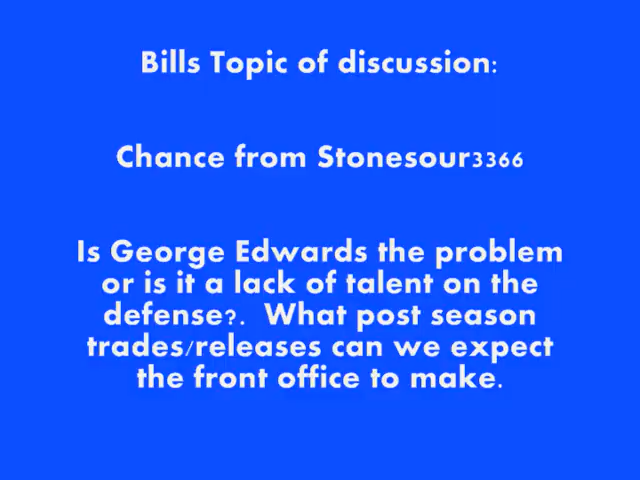 Bills Topic of discussion:
Chance from Stonesour3366
Is George Edwards the problem
or is it a lack of talent on the
defense?.  What post season
trades/releases can we expect
the front office to make.